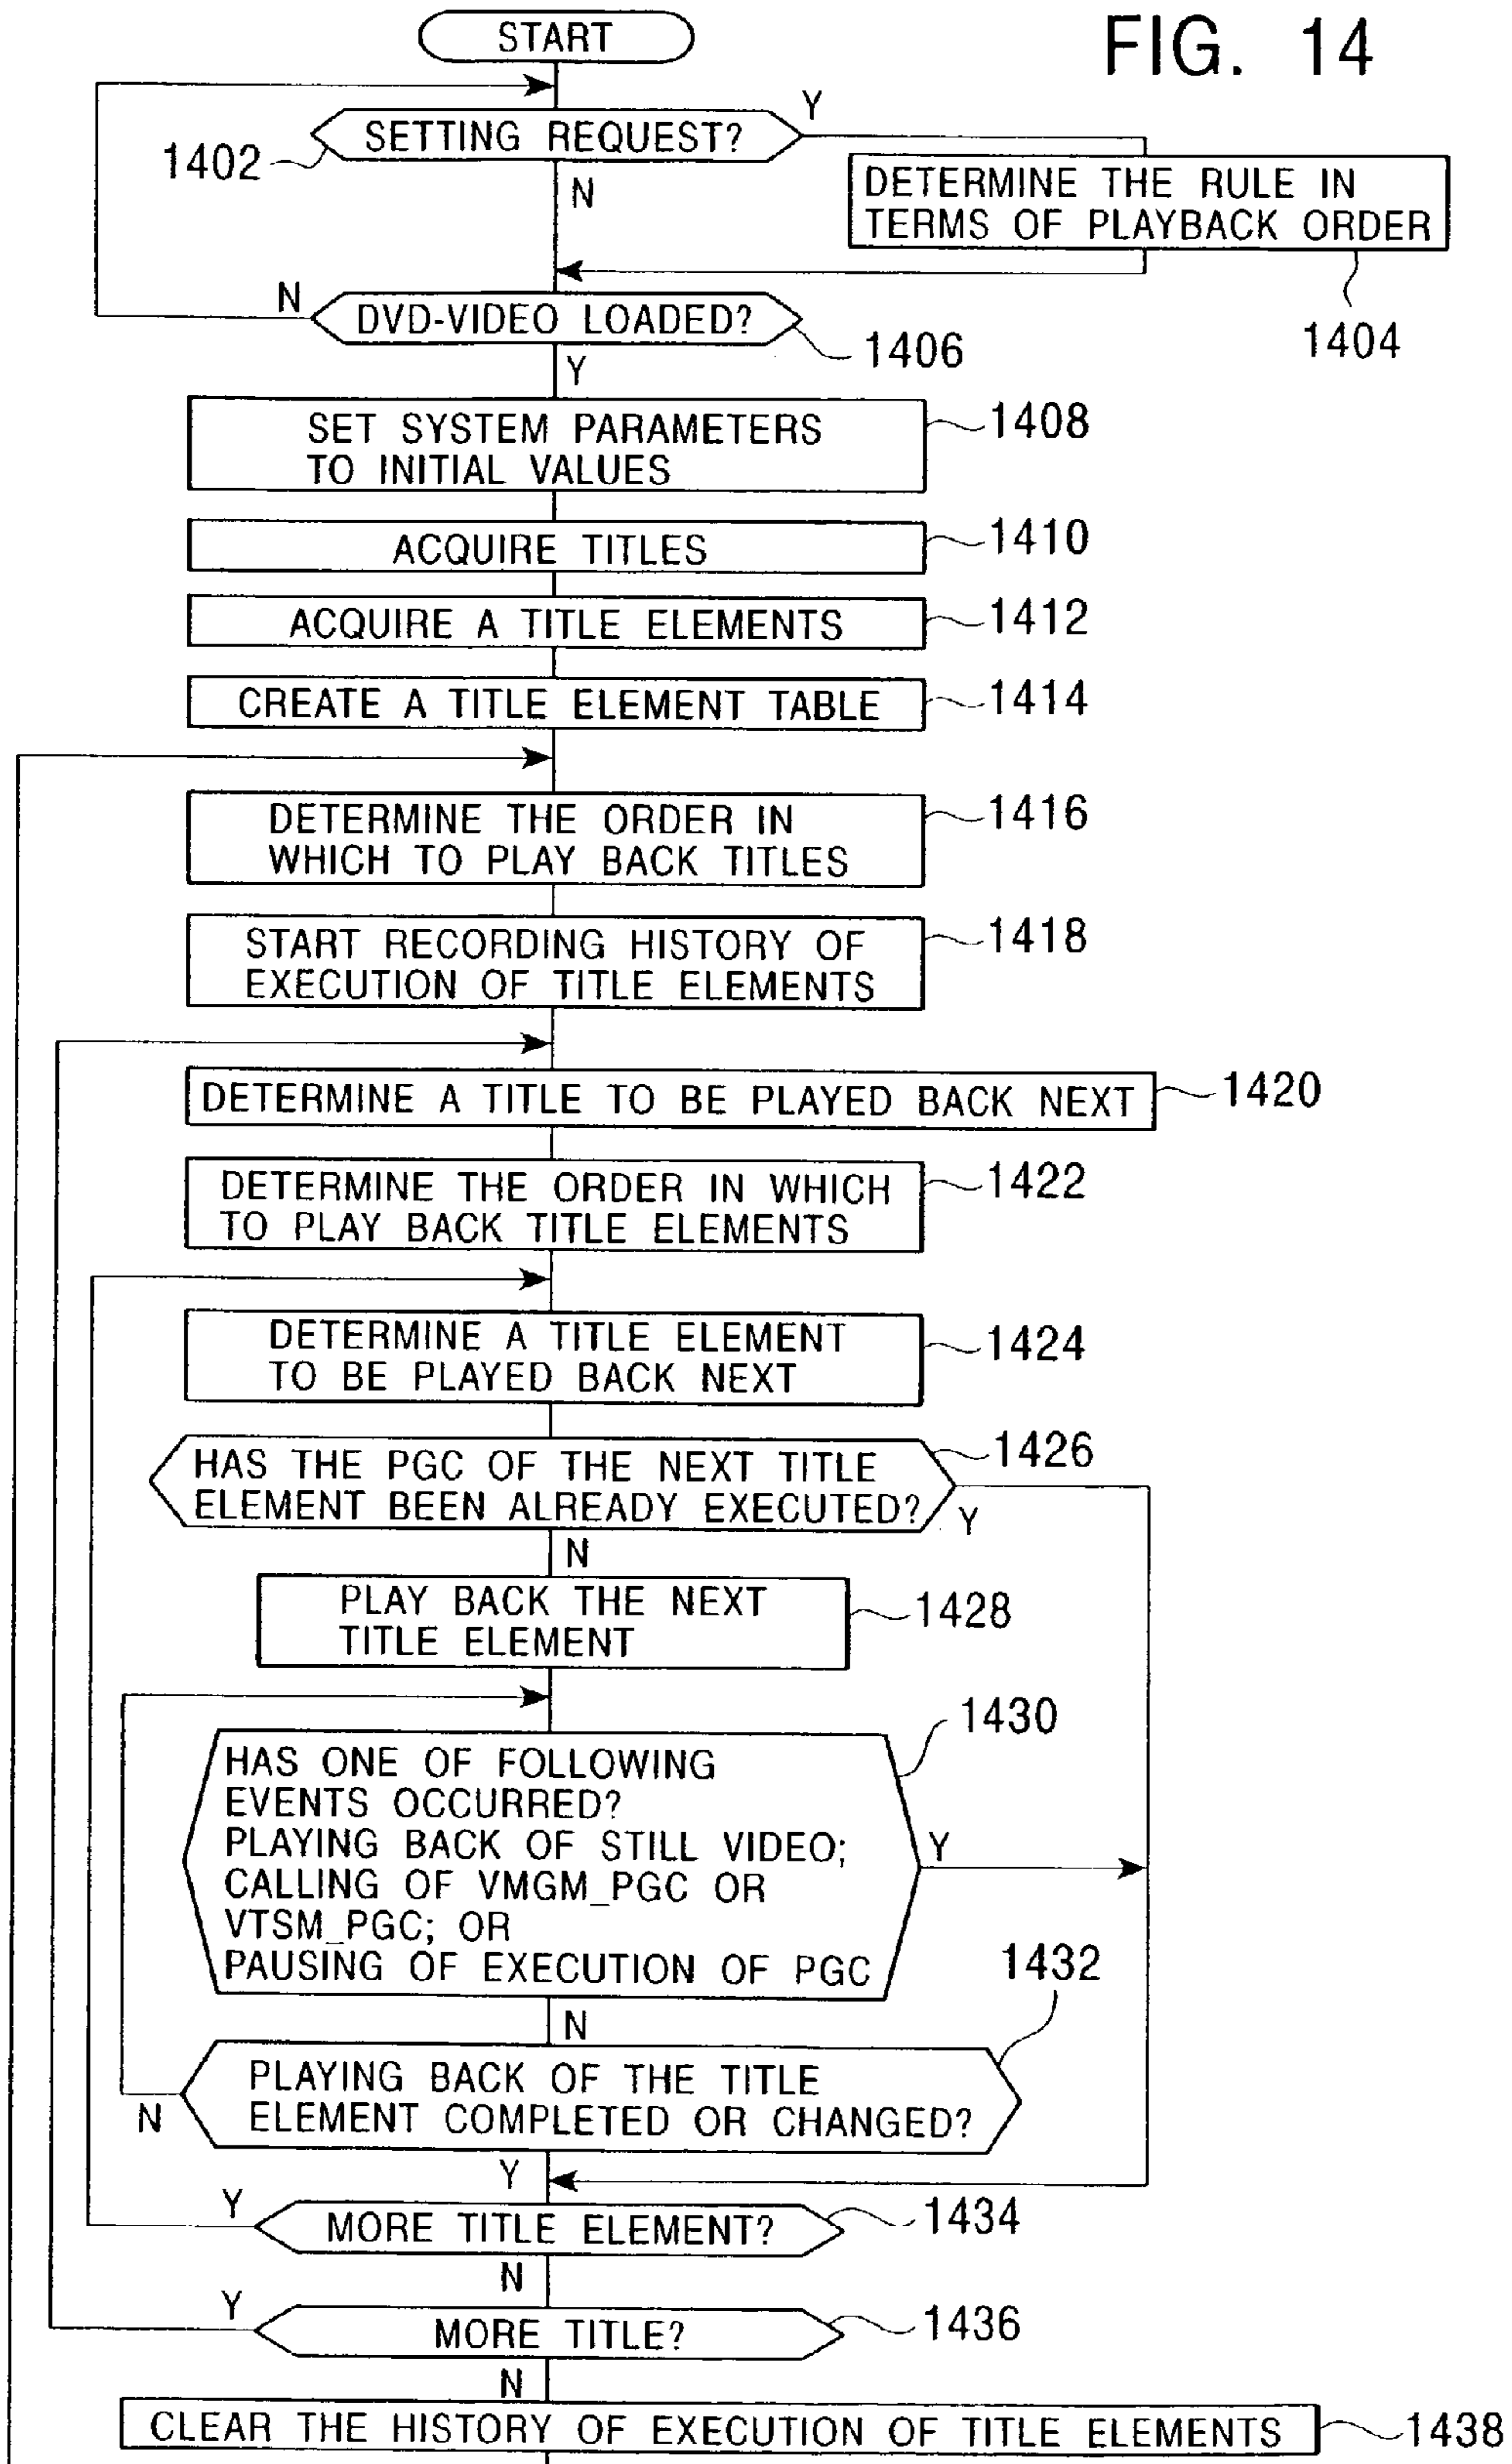 START
FIG. 14
Y
SETTING REQUEST?
1402
N
DETERMINE THE RULE IN
TERMS OF PLAYBACK ORDER
1404
N
DVD-VIDEO LOADED?
1406
Y
SET SYSTEM PARAMETERS
TO INITIAL VALUES
1408
ACQUIRE TITLES
1410
ACQUIRE A TITLE ELEMENTS
1412
CREATE A TITLE ELEMENT TABLE
1414
DETERMINE THE ORDER IN
WHICH TO PLAY BACK TITLES
1416
START RECORDING HISTORY OF
EXECUTION OF TITLE ELEMENTS
1418
DETERMINE A TITLE TO BE PLAYED BACK NEXT
1420
DETERMINE THE ORDER IN WHICH
TO PLAY BACK TITLE ELEMENTS
1422
DETERMINE A TITLE ELEMENT
TO BE PLAYED BACK NEXT
1424
HAS THE PGC OF THE NEXT TITLE
ELEMENT BEEN ALREADY EXECUTED?
1426
Y
N
PLAY BACK THE NEXT
TITLE ELEMENT
1428
1430
HAS ONE OF FOLLOWING
EVENTS OCCURRED?
PLAYING BACK OF STILL VIDEO;
CALLING OF VMGM_PGC OR
VTSM_PGC; OR
PAUSING OF EXECUTION OF PGC
Y
1432
N
PLAYING BACK OF THE TITLE
ELEMENT COMPLETED OR CHANGED?
N
Y
Y
MORE TITLE ELEMENT?
1434
N
Y
MORE TITLE?
1436
N
CLEAR THE HISTORY OF EXECUTION OF TITLE ELEMENTS
1438